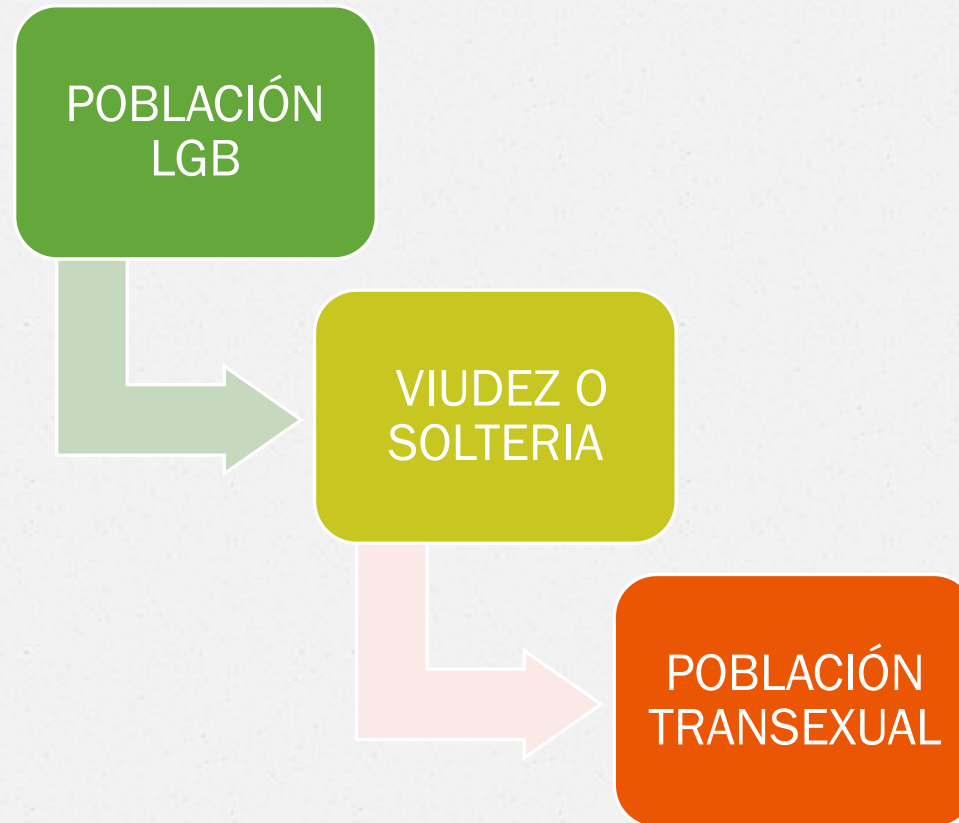 POBLACIÓN
LGB
VIUDEZ O
SOLTERIA
POBLACIÓN
TRANSEXUAL